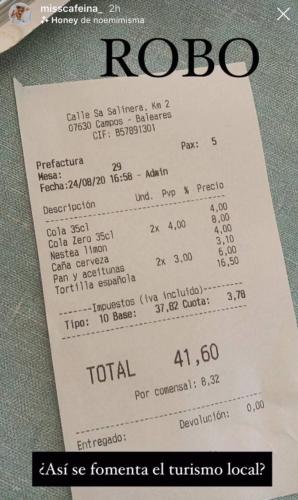 misscafeina_ 2h
Honey de noemimisma
ROBO
Calle Sa Salinera, Km 2
07630 Campos - Baleares
CIF: B57891301
Prefactura
Mesa: 29 Pax: 5
Fecha:24/08/20 16:58 - Admin
Descripción Und. Pvp % Precio
Cola 35cl 4,00
Cola Zero 35cl 2x 4,00 8,00
Nestea limon 4,00
Caña cerveza 3,10
Pan y aceitunas 2x 3,00 6,00
Tortilla española 16,50
-------Impuestos (iva incluido)-------
Tipo: 10 Base: 37,82 Cuota: 3,78
TOTAL 41,60
Por comensal: 8,32
Devolución: 0,00
Entregado:
¿Así se fomenta el turismo local?